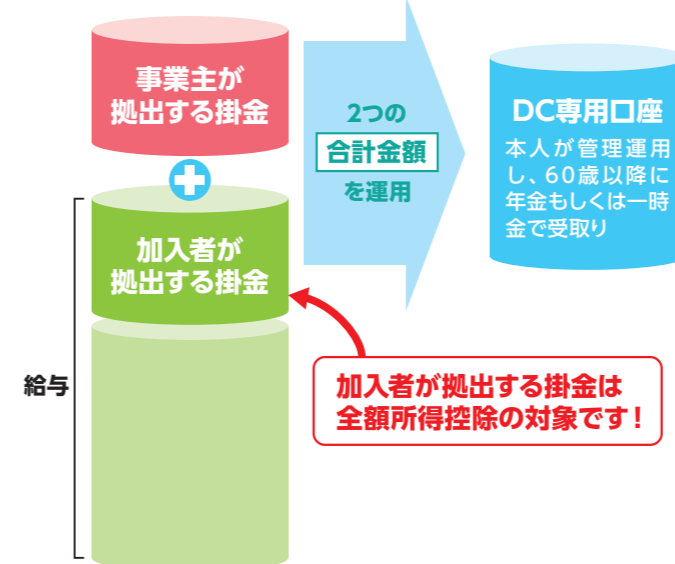 事業主が
拠出する掛金
2つの
合計金額
を運用
DC専用口座
本人が管理運用
し、60歳以降に
年金もしくは一時
金で受取り
加入者が
拠出する掛金
給与
加入者が拠出する掛金は
全額所得控除の対象です!